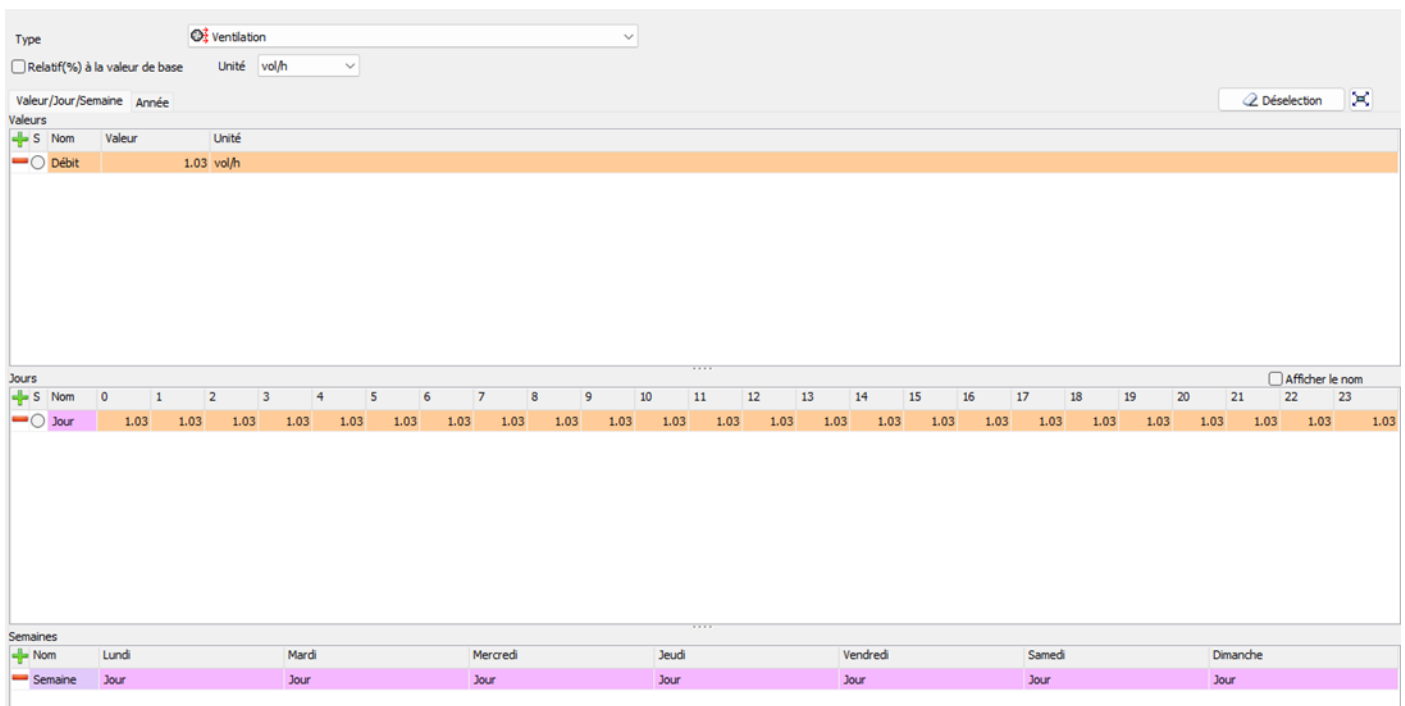 Type Ventilation
Relatif(%) à la valeur de base Unité vol/h
Valeur/Jour/Semaine Année Déselection
Valeurs
S Nom Valeur Unité
Débit 1.03 vol/h
Jours Afficher le nom
S Nom 0 1 2 3 4 5 6 7 8 9 10 11 12 13 14 15 16 17 18 19 20 21 22 23
Jour 1.03 1.03 1.03 1.03 1.03 1.03 1.03 1.03 1.03 1.03 1.03 1.03 1.03 1.03 1.03 1.03 1.03 1.03 1.03 1.03 1.03 1.03 1.03 1.03
Semaines
Nom Lundi Mardi Mercredi Jeudi Vendredi Samedi Dimanche
Semaine Jour Jour Jour Jour Jour Jour Jour